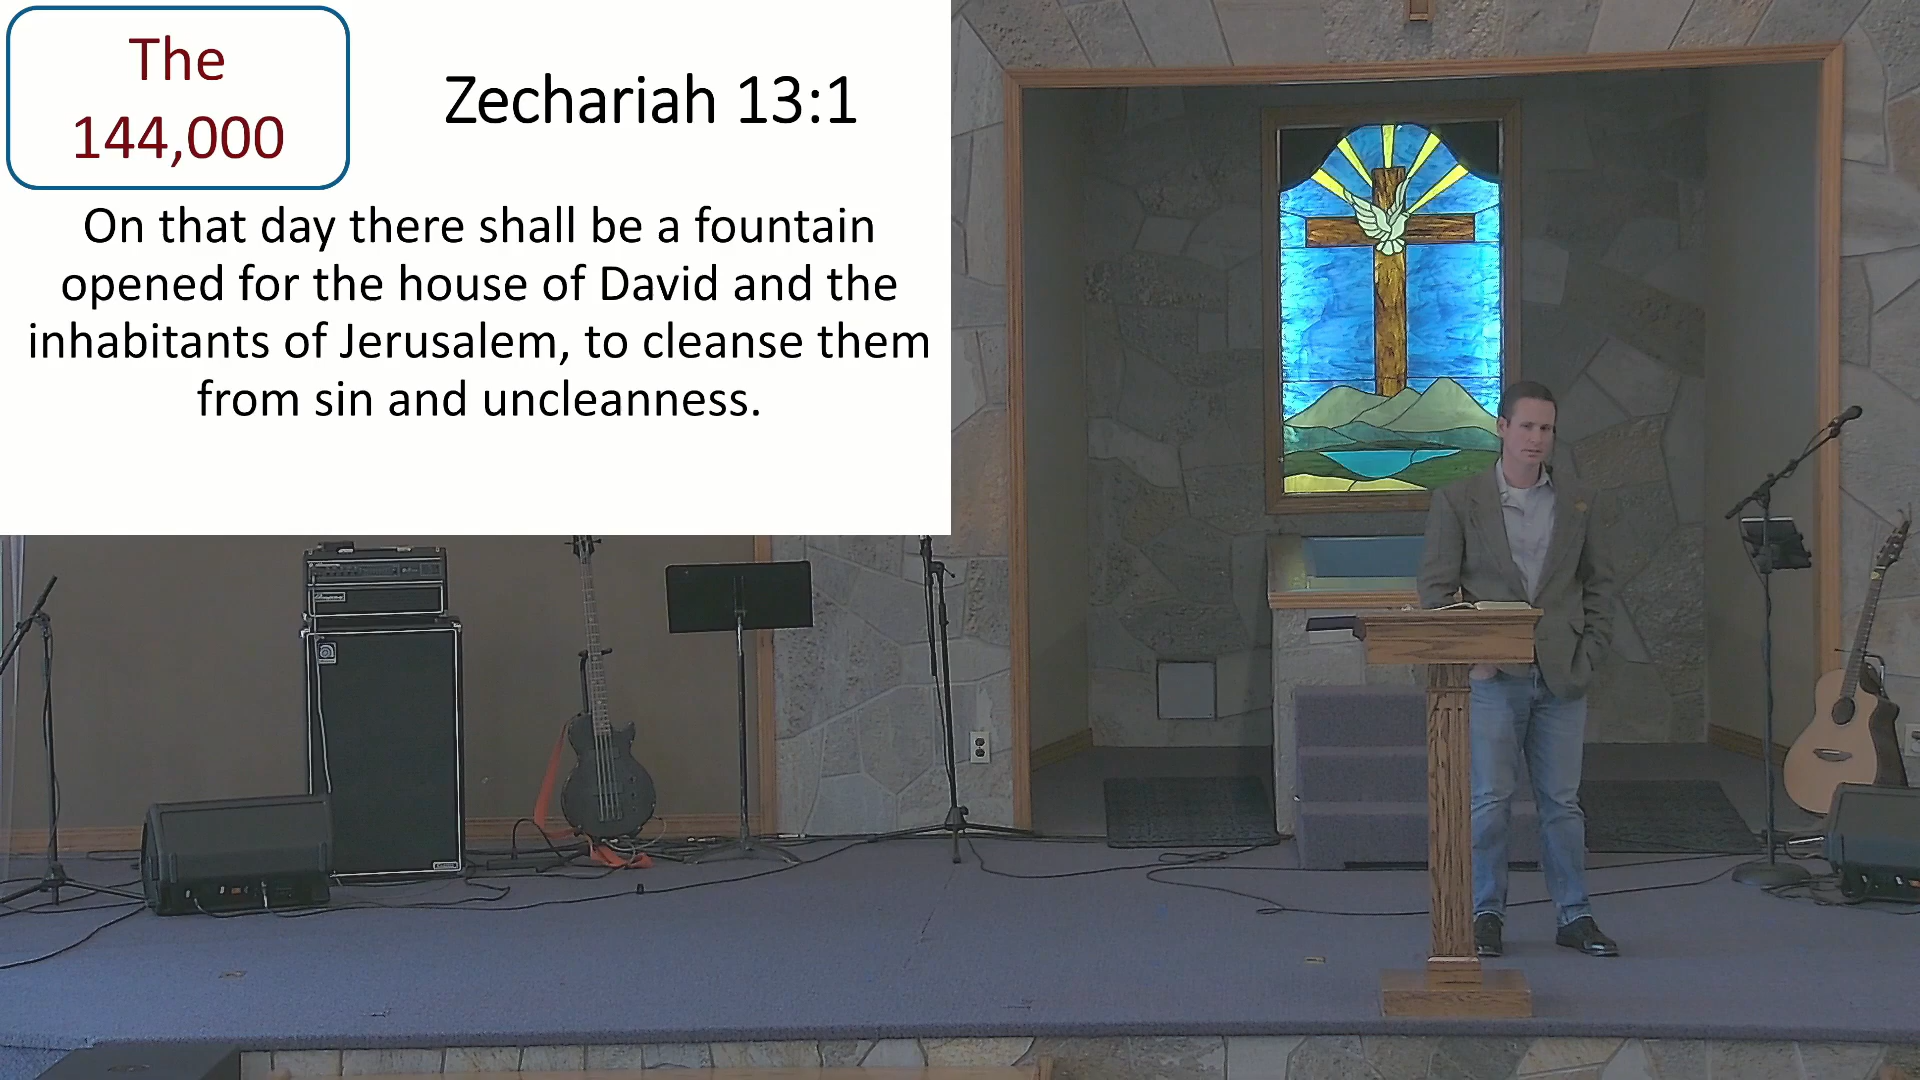 The
144,000
Zechariah 13:1
On that day there shall be a fountain
opened for the house of David and the
inhabitants of Jerusalem, to cleanse them
from sin and uncleanness.